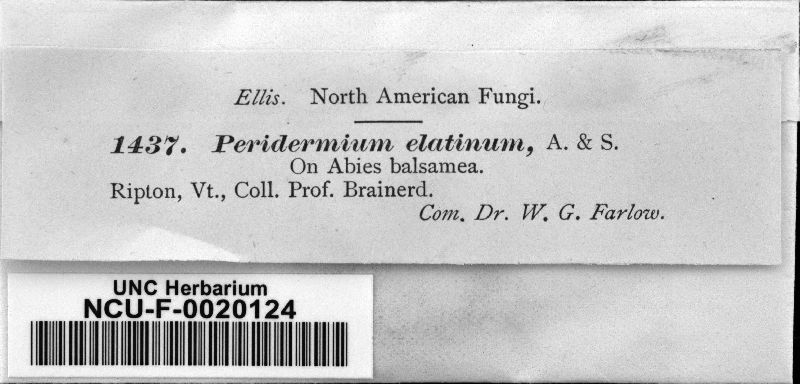 Ellis. North American Fungi.
1437. Peridermium elatinum, A. & S.
On Abies balsamea.
Ripton, Vt., Coll. Prof. Brainerd.
Com. Dr. W. G. Farlow.
UNC Herbarium
NCU-F-0020124